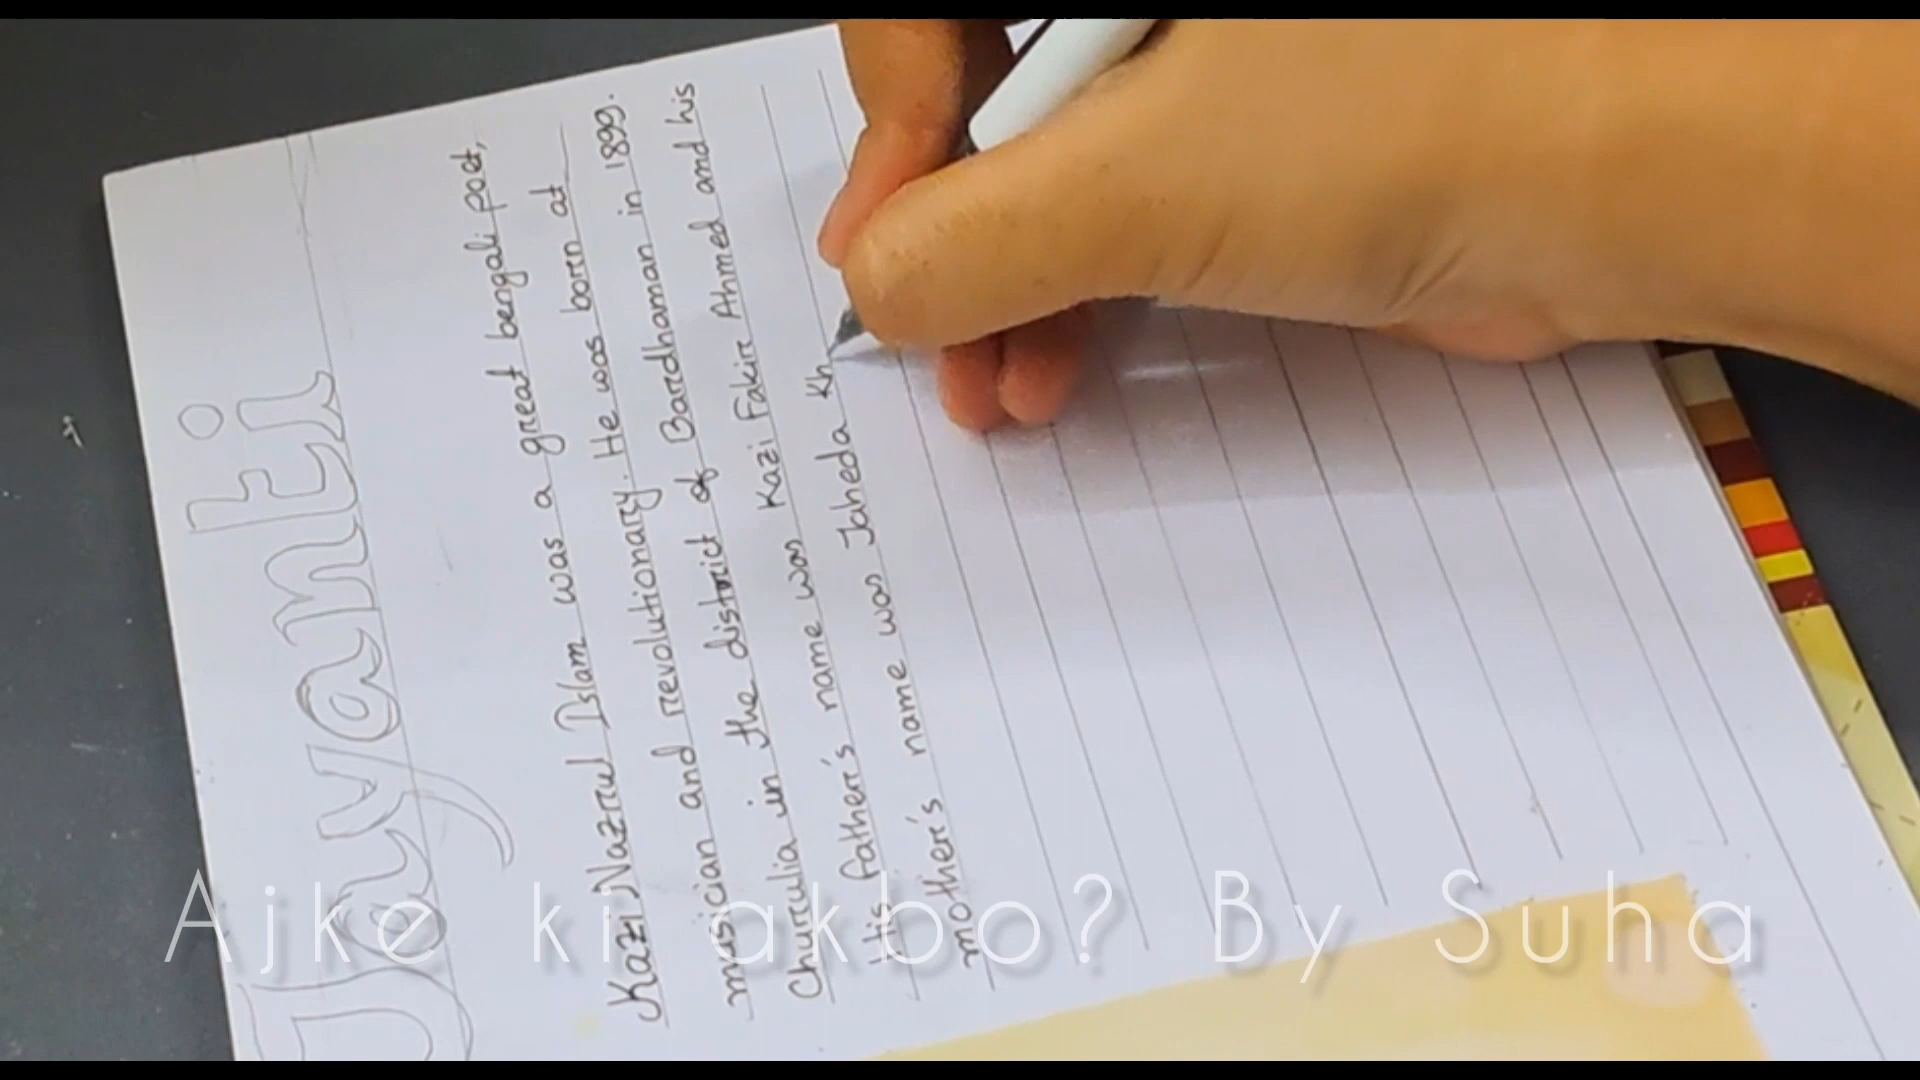 Jayanti
Kazi Nazrul Islam was a great bengali poet,
musician and revolutionary. He was born at
Churulia in the district of Bardhaman in 1899.
His father's name was Kazi Fakir Ahmed and his
mother's name was Jaheda Kh
Ajke ki akbo? By Suha